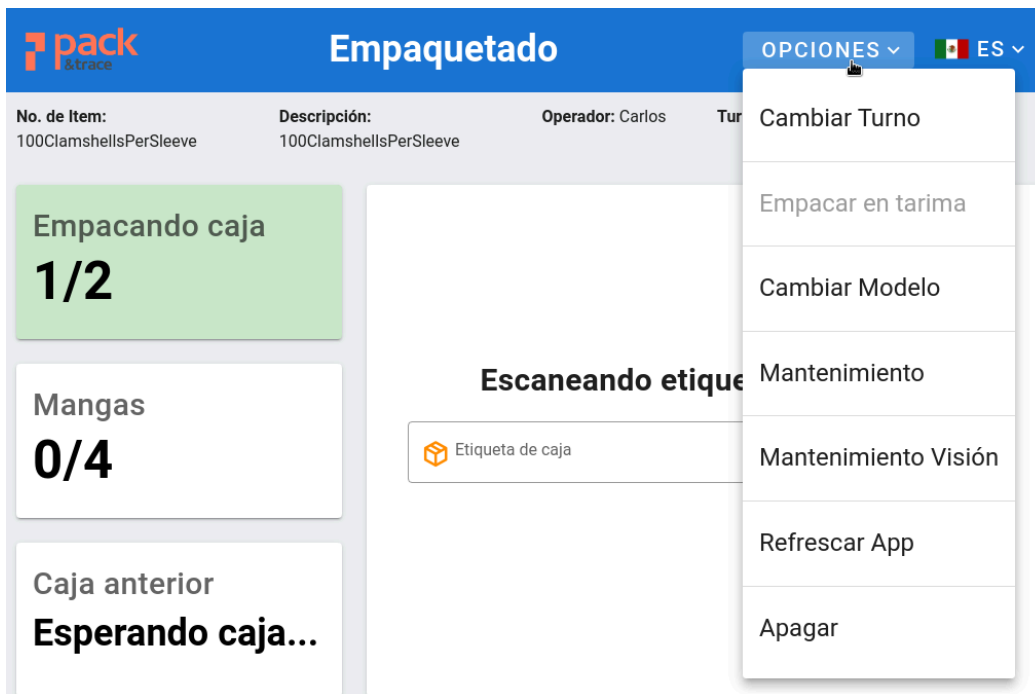 pack
&trace
Empaquetado
OPCIONES
ES
No. de Item:
100ClamshellsPerSleeve
Descripción:
100ClamshellsPerSleeve
Operador: Carlos
Tur
Empacando caja
1/2
Mangas
0/4
Caja anterior
Esperando caja...
Escaneando etique
Etiqueta de caja
Cambiar Turno
Empacar en tarima
Cambiar Modelo
Mantenimiento
Mantenimiento Visión
Refrescar App
Apagar